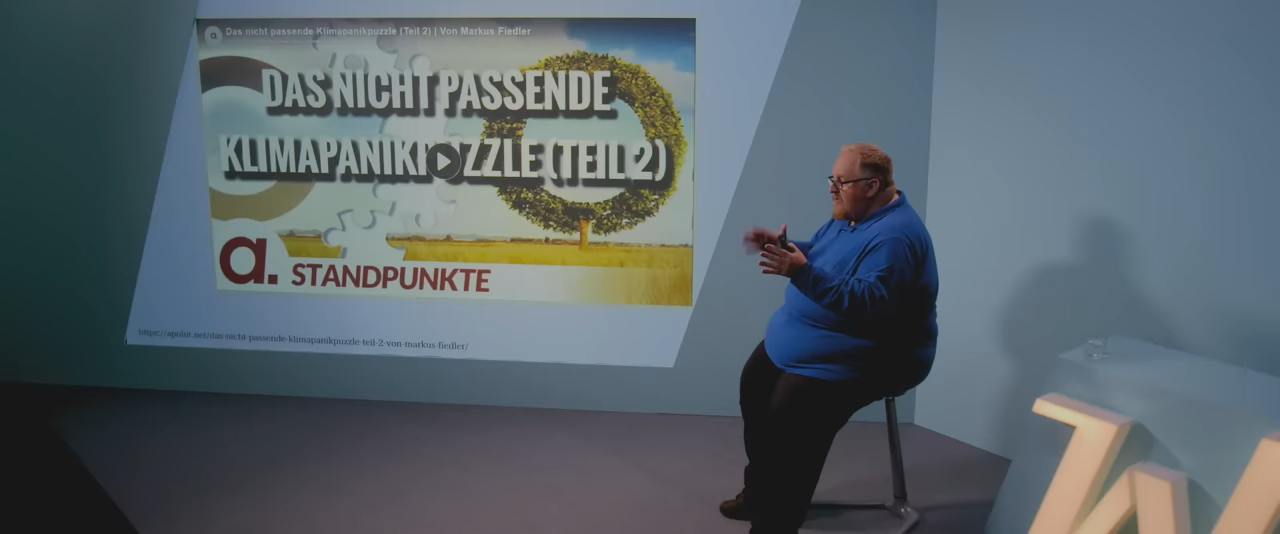 Das nicht passende Klimapanikpuzzle (Teil 2) | Von Markus Fiedler
DAS NICHT PASSENDE
KLIMAPANIKPUZZLE (TEIL 2)
a. STANDPUNKTE
https://apolut.net/das-nicht-passende-klimapanikpuzzle-teil-2-von-markus-fiedler/